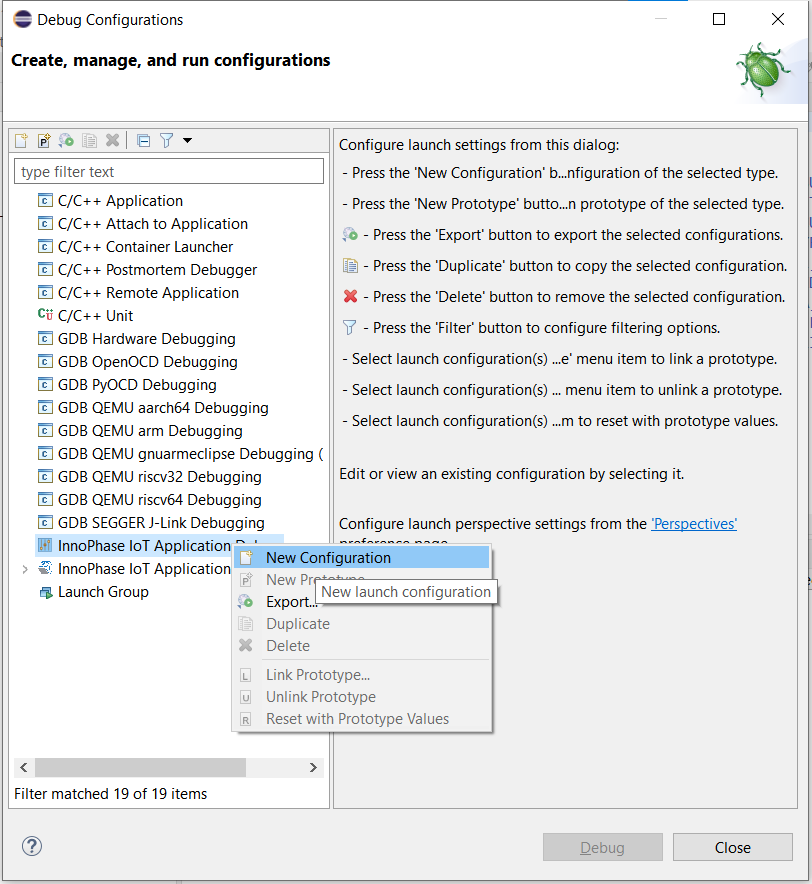 Debug Configurations
Create, manage, and run configurations
type filter text
C/C++ Application
C/C++ Attach to Application
C/C++ Container Launcher
C/C++ Postmortem Debugger
C/C++ Remote Application
C/C++ Unit
GDB Hardware Debugging
GDB OpenOCD Debugging
GDB PyOCD Debugging
GDB QEMU aarch64 Debugging
GDB QEMU arm Debugging
GDB QEMU gnuarmeclipse Debugging (
GDB QEMU riscv32 Debugging
GDB QEMU riscv64 Debugging
GDB SEGGER J-Link Debugging
InnoPhase IoT Application
InnoPhase IoT Application
Launch Group
Filter matched 19 of 19 items
New Configuration
New Prototype
New launch configuration
Export...
Duplicate
Delete
Link Prototype...
Unlink Prototype
Reset with Prototype Values
Configure launch settings from this dialog:
- Press the 'New Configuration' b...nfiguration of the selected type.
- Press the 'New Prototype' butto...n prototype of the selected type.
- Press the 'Export' button to export the selected configurations.
- Press the 'Duplicate' button to copy the selected configuration.
- Press the 'Delete' button to remove the selected configuration.
- Press the 'Filter' button to configure filtering options.
- Select launch configuration(s) ...e' menu item to link a prototype.
- Select launch configuration(s) ... menu item to unlink a prototype.
- Select launch configuration(s) ...m to reset with prototype values.
Edit or view an existing configuration by selecting it.
Configure launch perspective settings from the 'Perspectives'
preference page
Debug
Close